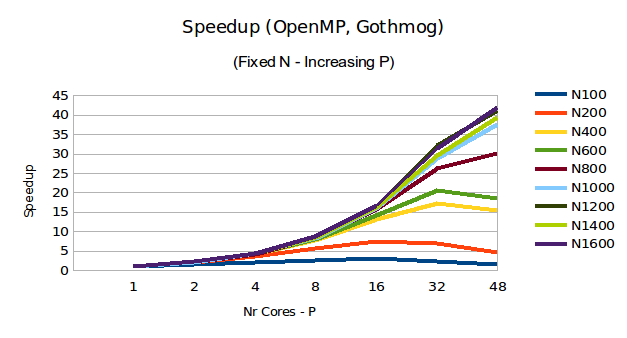 Speedup (OpenMP, Gothmog)
(Fixed N - Increasing P)
45
40
35
30
25
20
15
10
5
0
Speedup
1 2 4 8 16 32 48
Nr Cores - P
N100
N200
N400
N600
N800
N1000
N1200
N1400
N1600